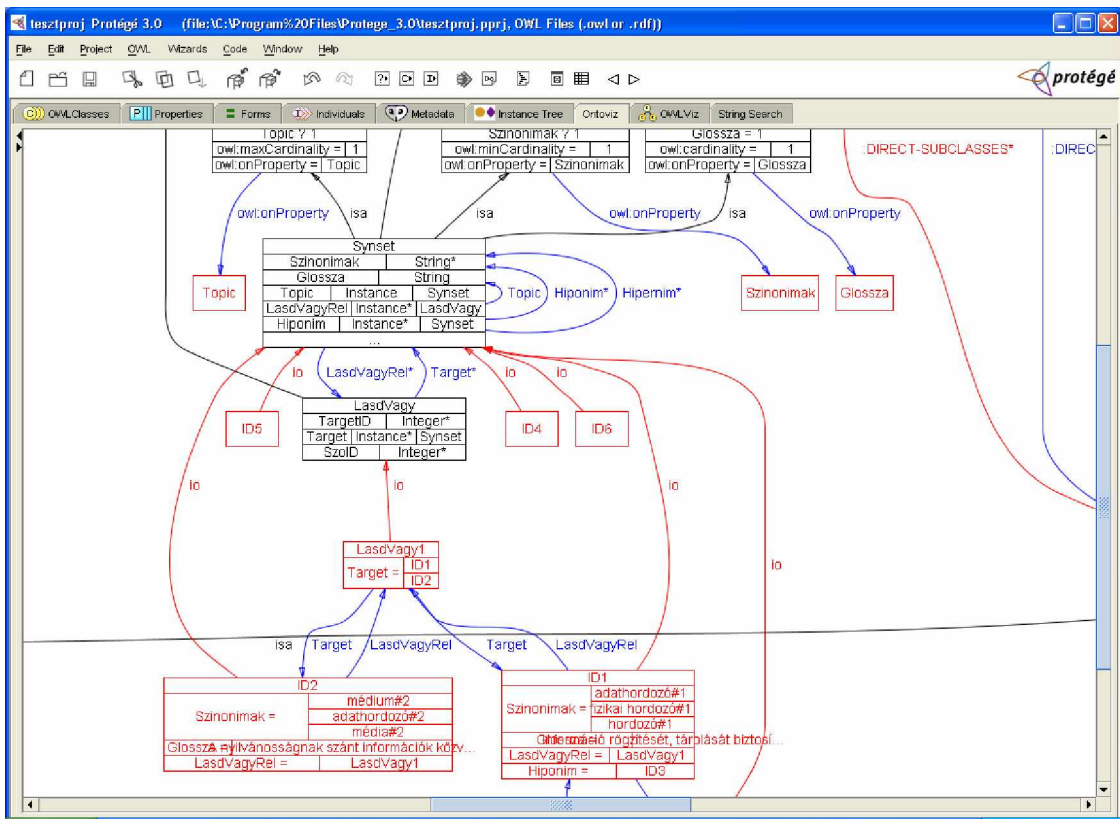 tesztproj Protégé 3.0 (file:\C:\Program%20Files\Protege_3.0\tesztproj.pprj, OWL Files (.owl or .rdf))
File Edit Project OWL Wizards Code Window Help
protégé
OWLClasses Properties Forms Individuals Metadata Instance Tree Ontoviz OWLViz String Search
Topic ? 1
owl:maxCardinality = 1
owl:onProperty = Topic
Szinonimak ? 1
owl:minCardinality = 1
owl:onProperty = Szinonimak
Glossza = 1
owl:cardinality = 1
owl:onProperty = Glossza
:DIRECT-SUBCLASSES*
:DIREC
owl:onProperty
isa
isa
owl:onProperty
isa
owl:onProperty
Synset
Szinonimak String*
Glossza String
Topic Instance Synset
LasdVagyRel Instance* LasdVagy
Hiponim Instance* Synset
...
Topic
Hiponim*
Hipernim*
Topic
Szinonimak
Glossza
io
LasdVagyRel*
Target*
io
io
ID5
LasdVagy
TargetID Integer*
Target Instance* Synset
SzoID Integer*
ID4
ID6
io
io
io
LasdVagy1
Target = ID1
ID2
io
isa
Target
LasdVagyRel
Target
LasdVagyRel
ID2
Szinonimak =
médium#2
adathordozó#2
média#2
nyilvánosságnak szánt információk közv...
LasdVagyRel = LasdVagy1
ID1
Szinonimak =
adathordozó#1
fizikai hordozó#1
hordozó#1
rögzítését, tárolását biztosí...
LasdVagyRel = LasdVagy1
Hiponim = ID3